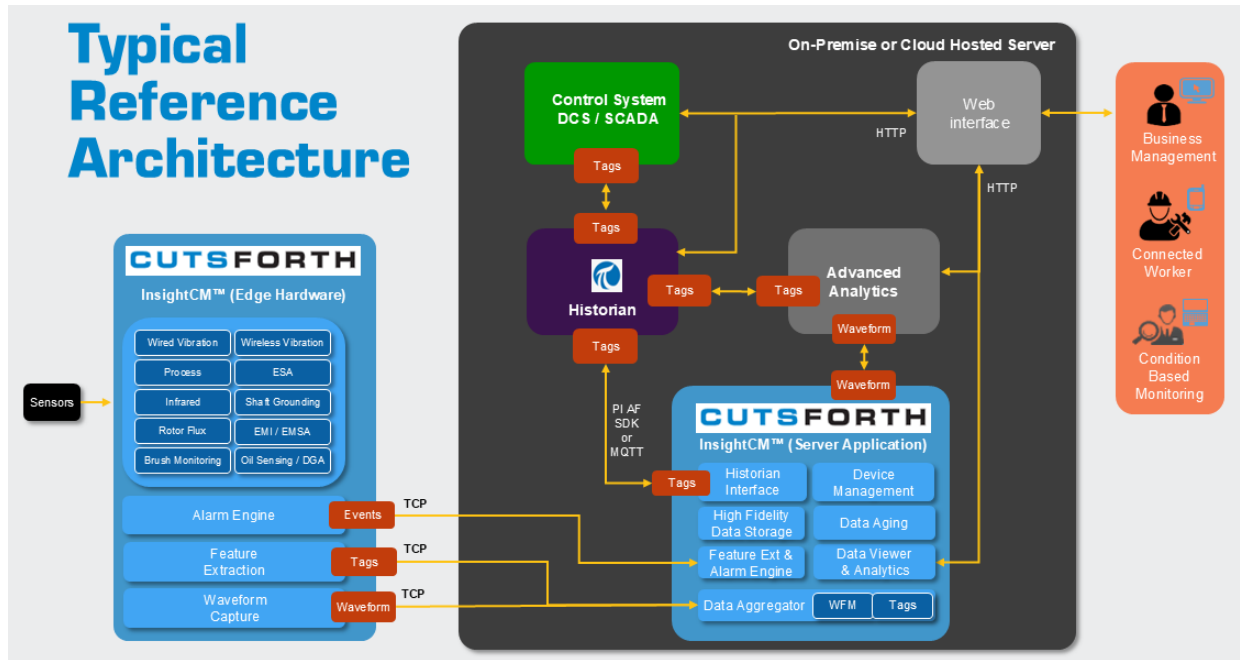 Typical
Reference
Architecture
On-Premise or Cloud Hosted Server
Control System
DCS / SCADA
Tags
Web
interface
HTTP
HTTP
Business
Management
Connected
Worker
Condition
Based
Monitoring
Tags
Historian
Tags
Tags
Tags
Advanced
Analytics
Waveform
Waveform
PI AF
SDK
or
MQTT
CUTSFORTH
InsightCM™ (Edge Hardware)
Wired Vibration
Wireless Vibration
Process
ESA
Infrared
Shaft Grounding
Rotor Flux
EMI / EMSA
Brush Monitoring
Oil Sensing / DGA
Sensors
Alarm Engine
Events
TCP
Feature
Extraction
Tags
TCP
Waveform
Capture
Waveform
TCP
CUTSFORTH
InsightCM™ (Server Application)
Tags
Historian
Interface
Device
Management
High Fidelity
Data Storage
Data Aging
Feature Ext &
Alarm Engine
Data Viewer
& Analytics
Data Aggregator
WFM
Tags